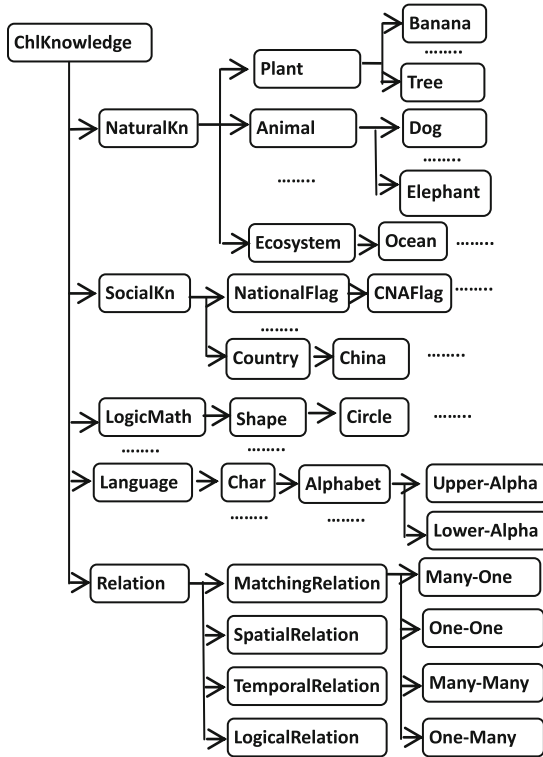 ChlKnowledge
NaturalKn
Plant
Banana
........
Tree
Animal
Dog
........
Elephant
........
Ecosystem
Ocean
........
SocialKn
NationalFlag
CNAFlag
........
........
Country
China
........
LogicMath
Shape
Circle
........
........
........
Language
Char
Alphabet
Upper-Alpha
Lower-Alpha
........
........
Relation
MatchingRelation
Many-One
SpatialRelation
One-One
TemporalRelation
Many-Many
LogicalRelation
One-Many